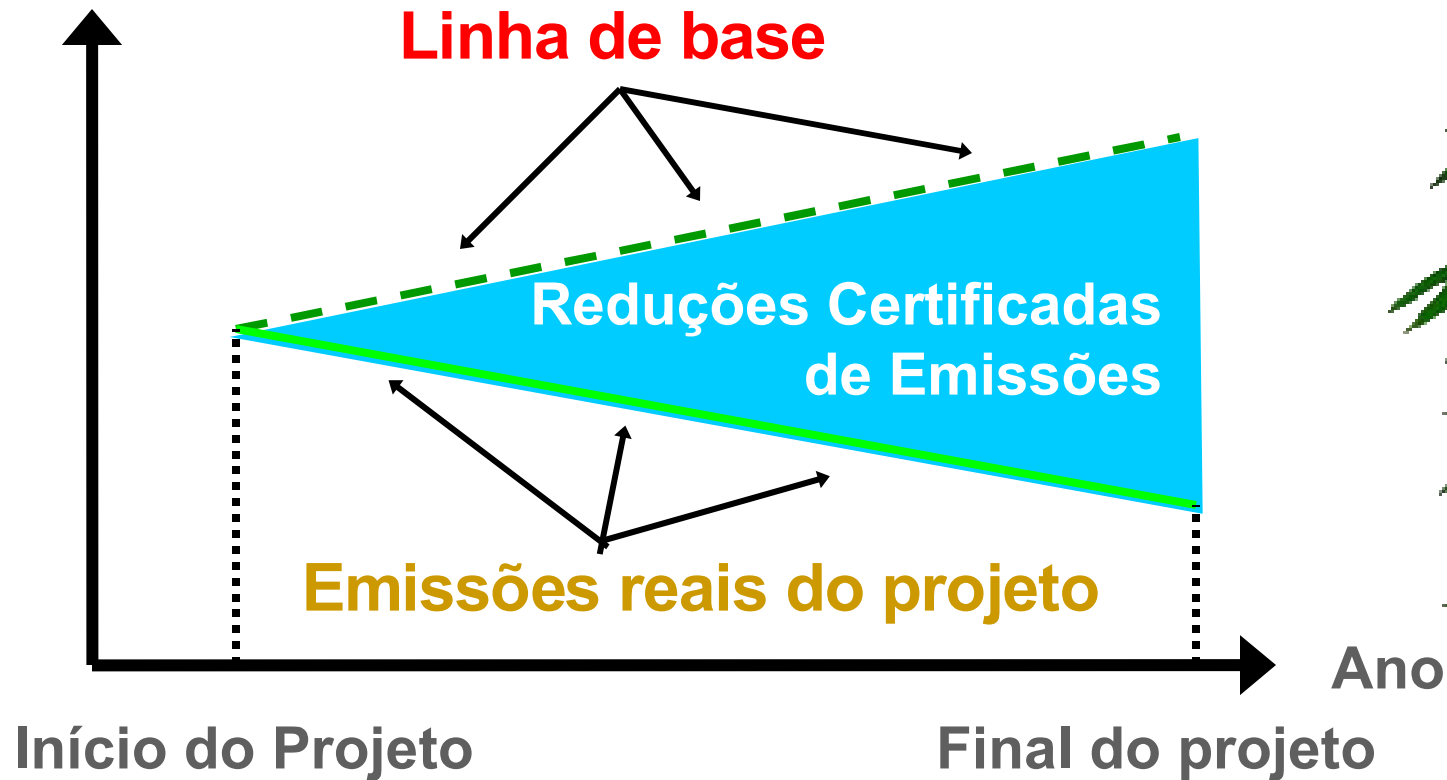 Linha de base
Reduções Certificadas
de Emissões
Emissões reais do projeto
Ano
Início do Projeto
Final do projeto